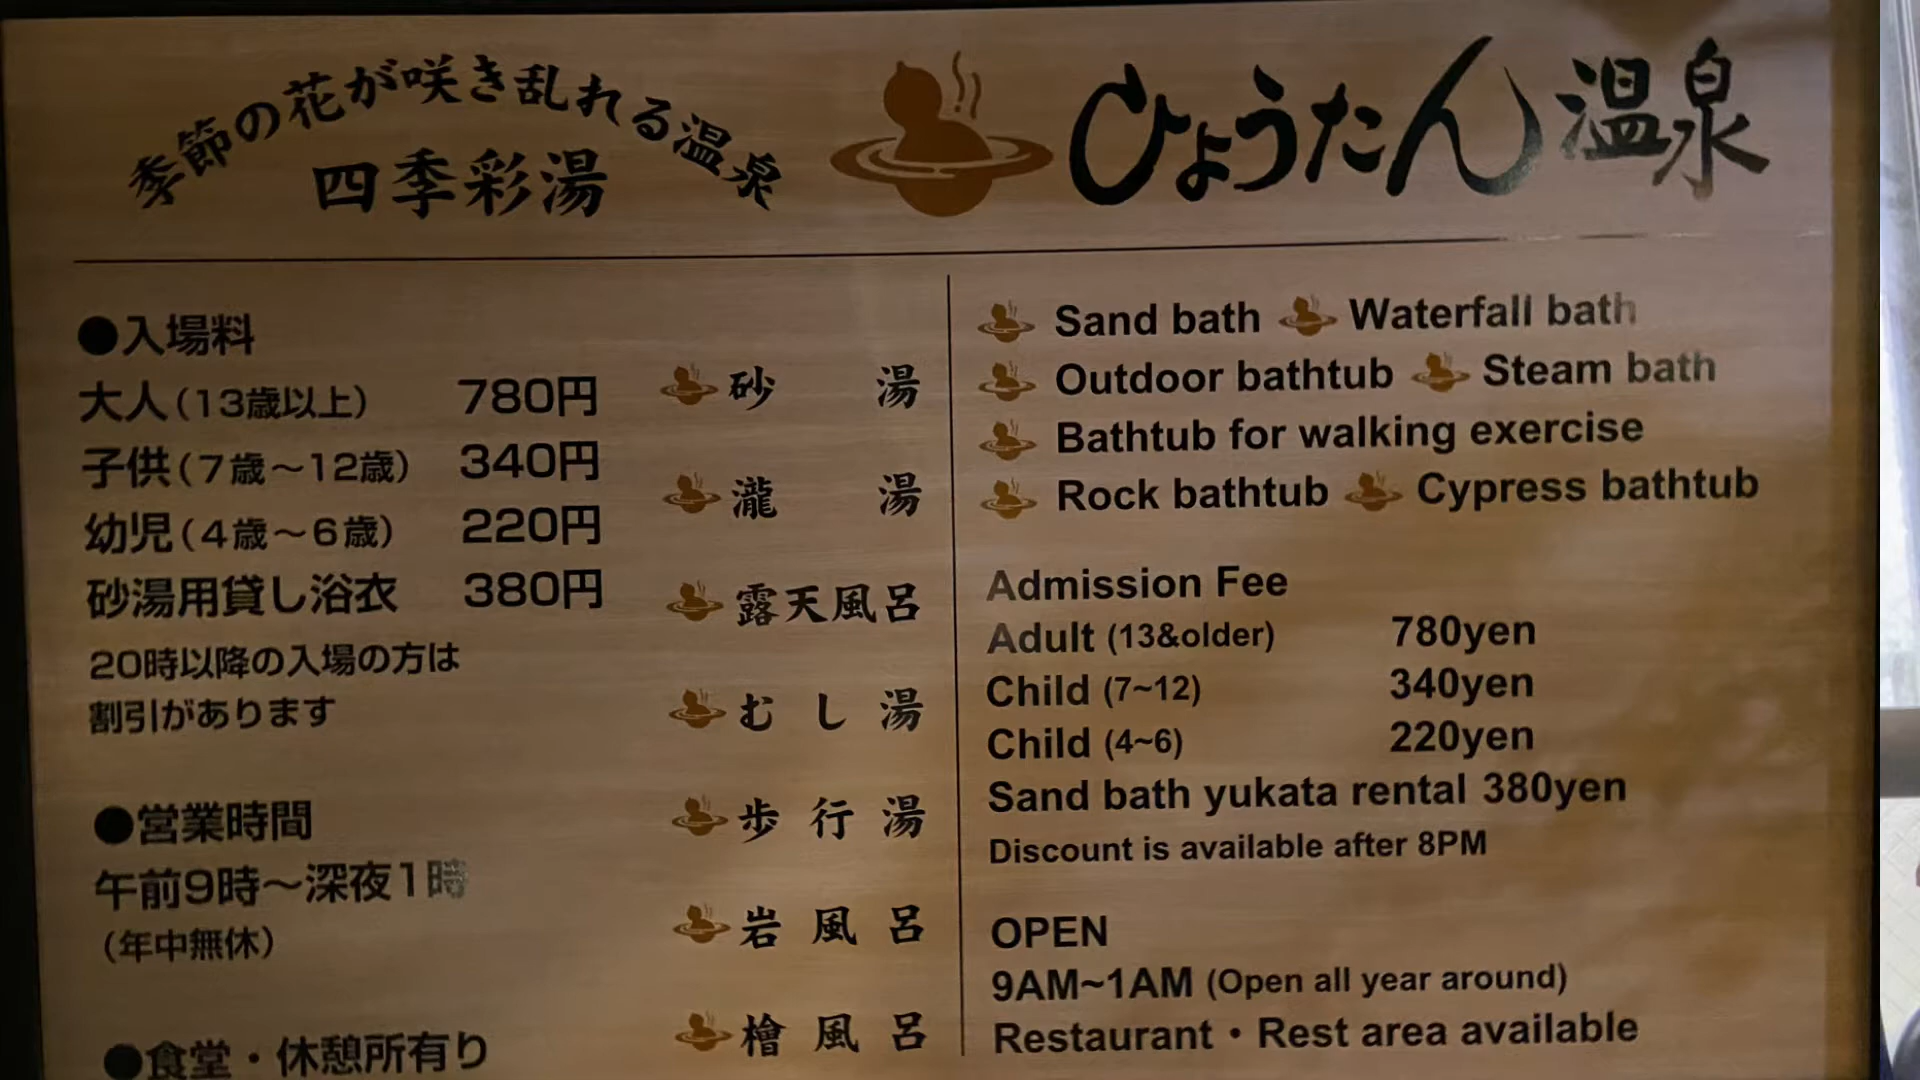 季節の花が咲き乱れる温泉
四季彩湯
ひょうたん温泉
●入場料
大人(13歳以上) 780円
子供(7歳～12歳) 340円
幼児(4歳～6歳) 220円
砂湯用貸し浴衣 380円
20時以降の入場の方は
割引があります
●営業時間
午前9時～深夜1時
(年中無休)
●食堂・休憩所有り
砂湯
瀧湯
露天風呂
むし湯
歩行湯
岩風呂
檜風呂
Sand bath Waterfall bath
Outdoor bathtub Steam bath
Bathtub for walking exercise
Rock bathtub Cypress bathtub
Admission Fee
Adult (13&older) 780yen
Child (7~12) 340yen
Child (4~6) 220yen
Sand bath yukata rental 380yen
Discount is available after 8PM
OPEN
9AM~1AM (Open all year around)
Restaurant・Rest area available